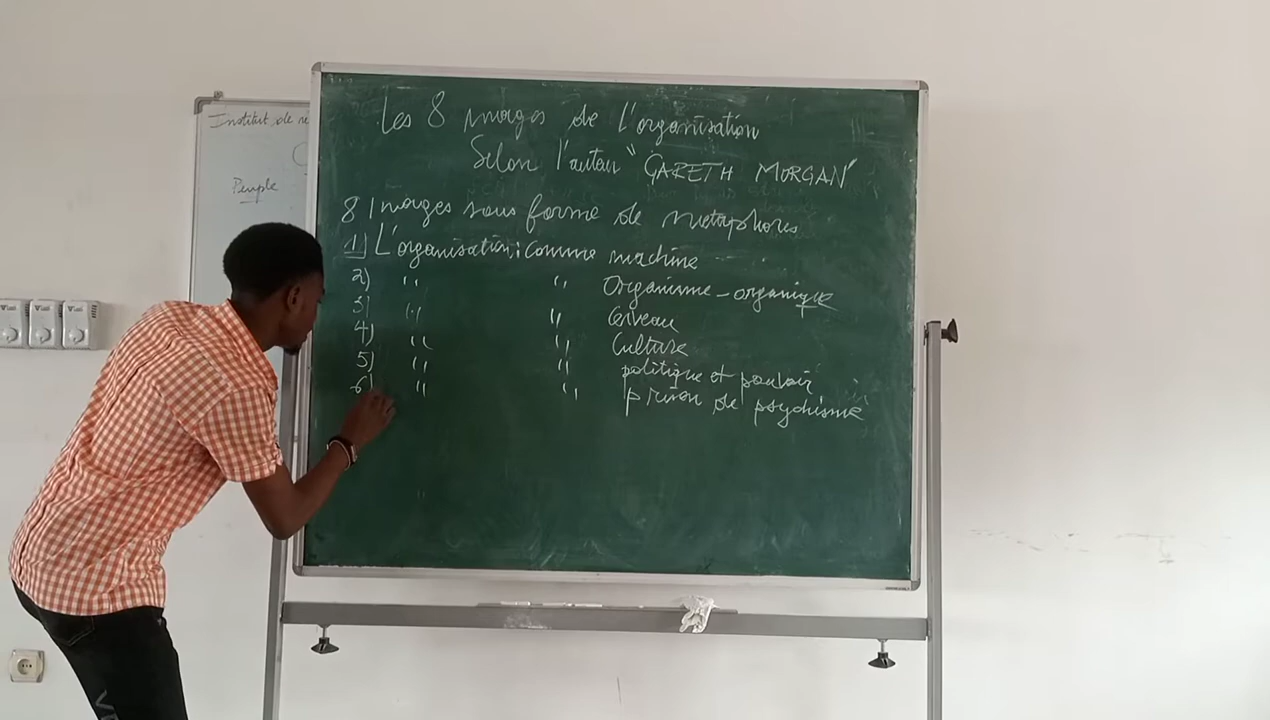 Institut de
Peuple
Les 8 images de l'organisation
Selon l'auteur "GARETH MORGAN"
8 Images sous forme de métaphores
1) L'organisation : comme machine
2) " " Organisme - organique
3) " " Cerveau
4) " " Culture
5) " " politique et pouvoir
6) " " prison de psychisme